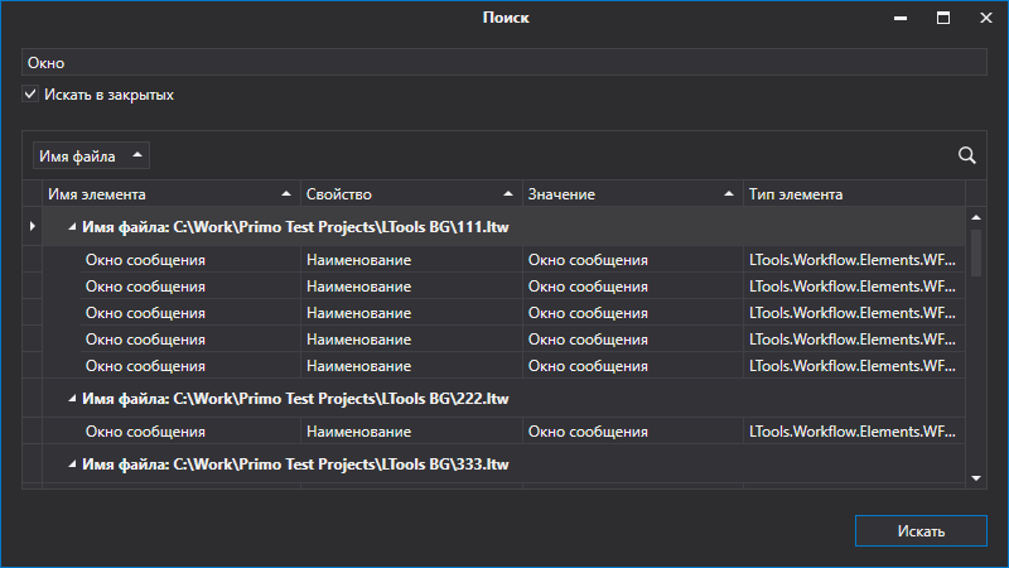 Поиск
Окно
Искать в закрытых
Имя файла
Имя элемента Свойство Значение Тип элемента
Имя файла: C:\Work\Primo Test Projects\LTools BG\111.ltw
Окно сообщения Наименование Окно сообщения LTools.Workflow.Elements.WF...
Окно сообщения Наименование Окно сообщения LTools.Workflow.Elements.WF...
Окно сообщения Наименование Окно сообщения LTools.Workflow.Elements.WF...
Окно сообщения Наименование Окно сообщения LTools.Workflow.Elements.WF...
Окно сообщения Наименование Окно сообщения LTools.Workflow.Elements.WF...
Имя файла: C:\Work\Primo Test Projects\LTools BG\222.ltw
Окно сообщения Наименование Окно сообщения LTools.Workflow.Elements.WF...
Имя файла: C:\Work\Primo Test Projects\LTools BG\333.ltw
Искать